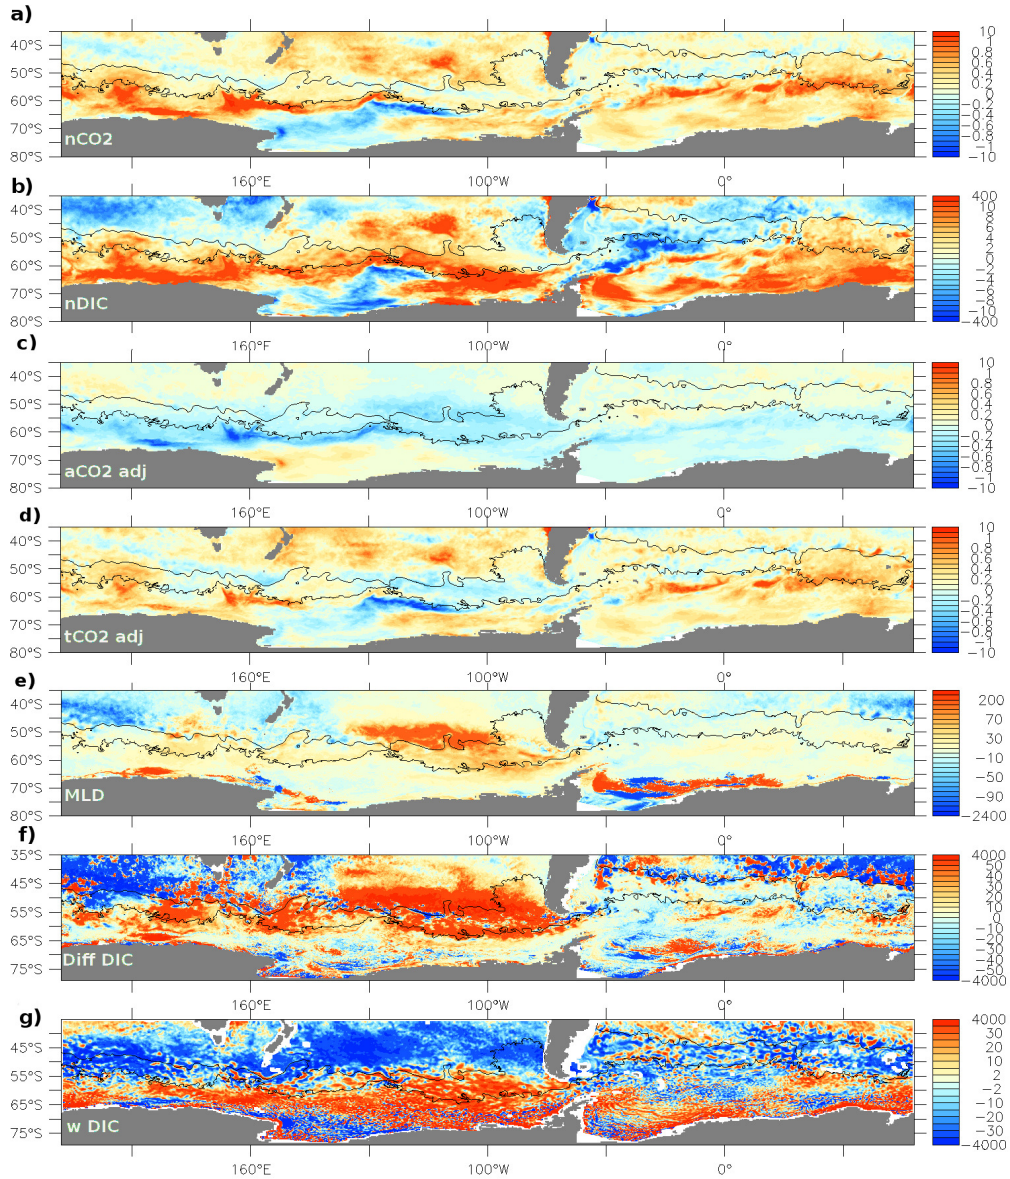 a)
40°S
50°S
60°S
70°S
80°S
nCO2
10
1
0.8
0.6
0.4
0.2
0
−0.2
−0.4
−0.6
−0.8
−1
−10
160°E
100°W
0°
b)
40°S
50°S
60°S
70°S
80°S
nDIC
400
10
8
6
4
2
0
−2
−4
−6
−8
−10
−400
160°E
100°W
0°
c)
40°S
50°S
60°S
70°S
80°S
aCO2 adj
10
1
0.8
0.6
0.4
0.2
0
−0.2
−0.4
−0.6
−0.8
−1
−10
160°E
100°W
0°
d)
40°S
50°S
60°S
70°S
80°S
tCO2 adj
10
1
0.8
0.6
0.4
0.2
0
−0.2
−0.4
−0.6
−0.8
−1
−10
160°E
100°W
0°
e)
40°S
50°S
60°S
70°S
80°S
MLD
200
70
30
10
−10
−50
−90
−2400
160°E
100°W
0°
f)
35°S
45°S
55°S
65°S
75°S
Diff DIC
4000
50
40
30
20
10
0
−10
−20
−30
−40
−50
−4000
160°E
100°W
0°
g)
45°S
55°S
65°S
75°S
w DIC
4000
30
20
10
2
−2
−10
−20
−30
−4000
160°E
100°W
0°